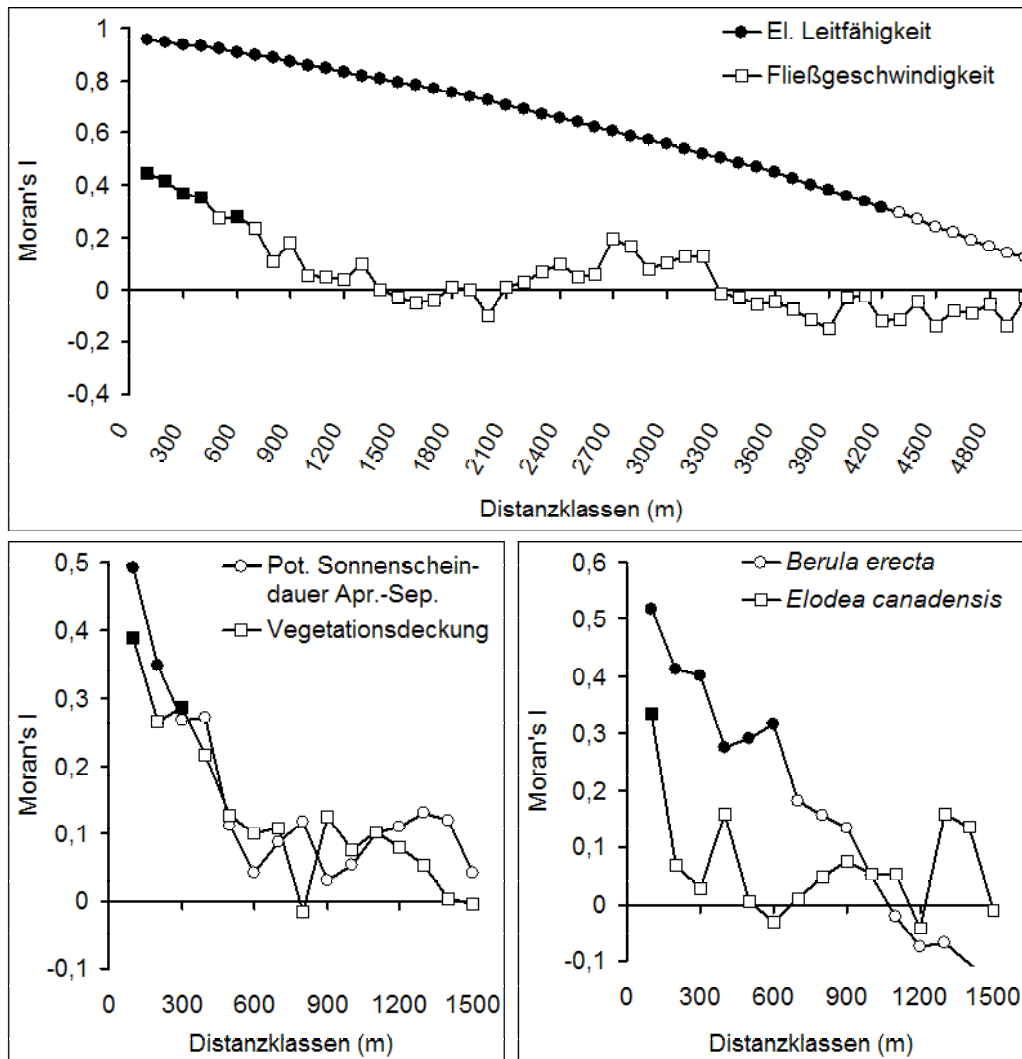 El. Leitfähigkeit
Fließgeschwindigkeit
Moran's I
1
0,8
0,6
0,4
0,2
0
-0,2
-0,4
0
300
600
900
1200
1500
1800
2100
2400
2700
3000
3300
3600
3900
4200
4500
4800
Distanzklassen (m)
Pot. Sonnenschein-
dauer Apr.-Sep.
Vegetationsdeckung
Moran's I
0,5
0,4
0,3
0,2
0,1
0
-0,1
0 300 600 900 1200 1500
Distanzklassen (m)
Berula erecta
Elodea canadensis
Moran's I
0,6
0,5
0,4
0,3
0,2
0,1
0
-0,1
0 300 600 900 1200 1500
Distanzklassen (m)